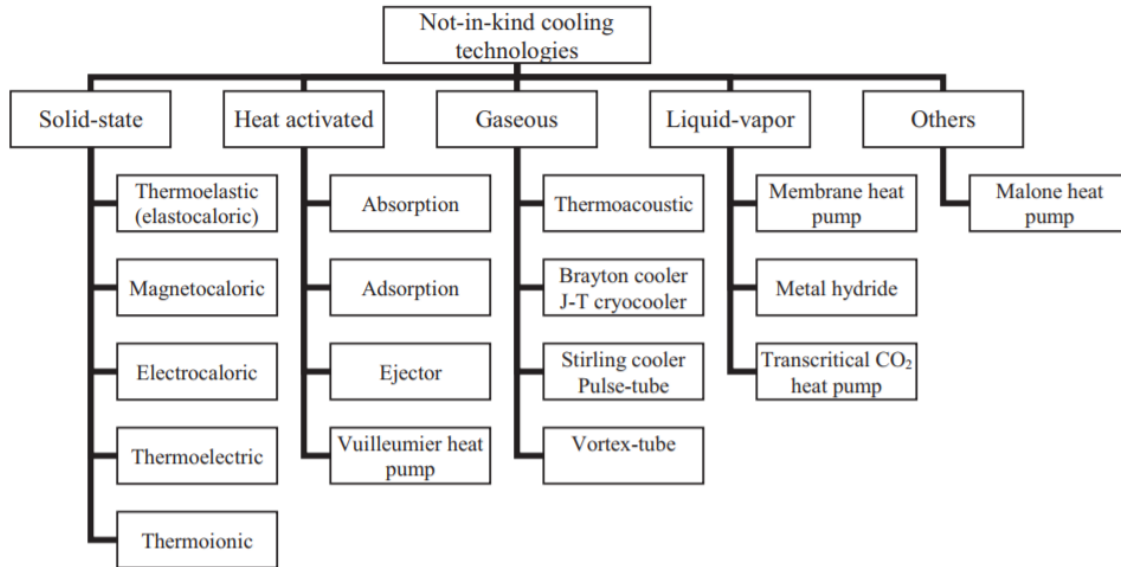 Not-in-kind cooling
technologies
Solid-state
Heat activated
Gaseous
Liquid-vapor
Others
Thermoelastic
(elastocaloric)
Magnetocaloric
Electrocaloric
Thermoelectric
Thermoionic
Absorption
Adsorption
Ejector
Vuilleumier heat
pump
Thermoacoustic
Brayton cooler
J-T cryocooler
Stirling cooler
Pulse-tube
Vortex-tube
Membrane heat
pump
Metal hydride
Transcritical CO₂
heat pump
Malone heat
pump